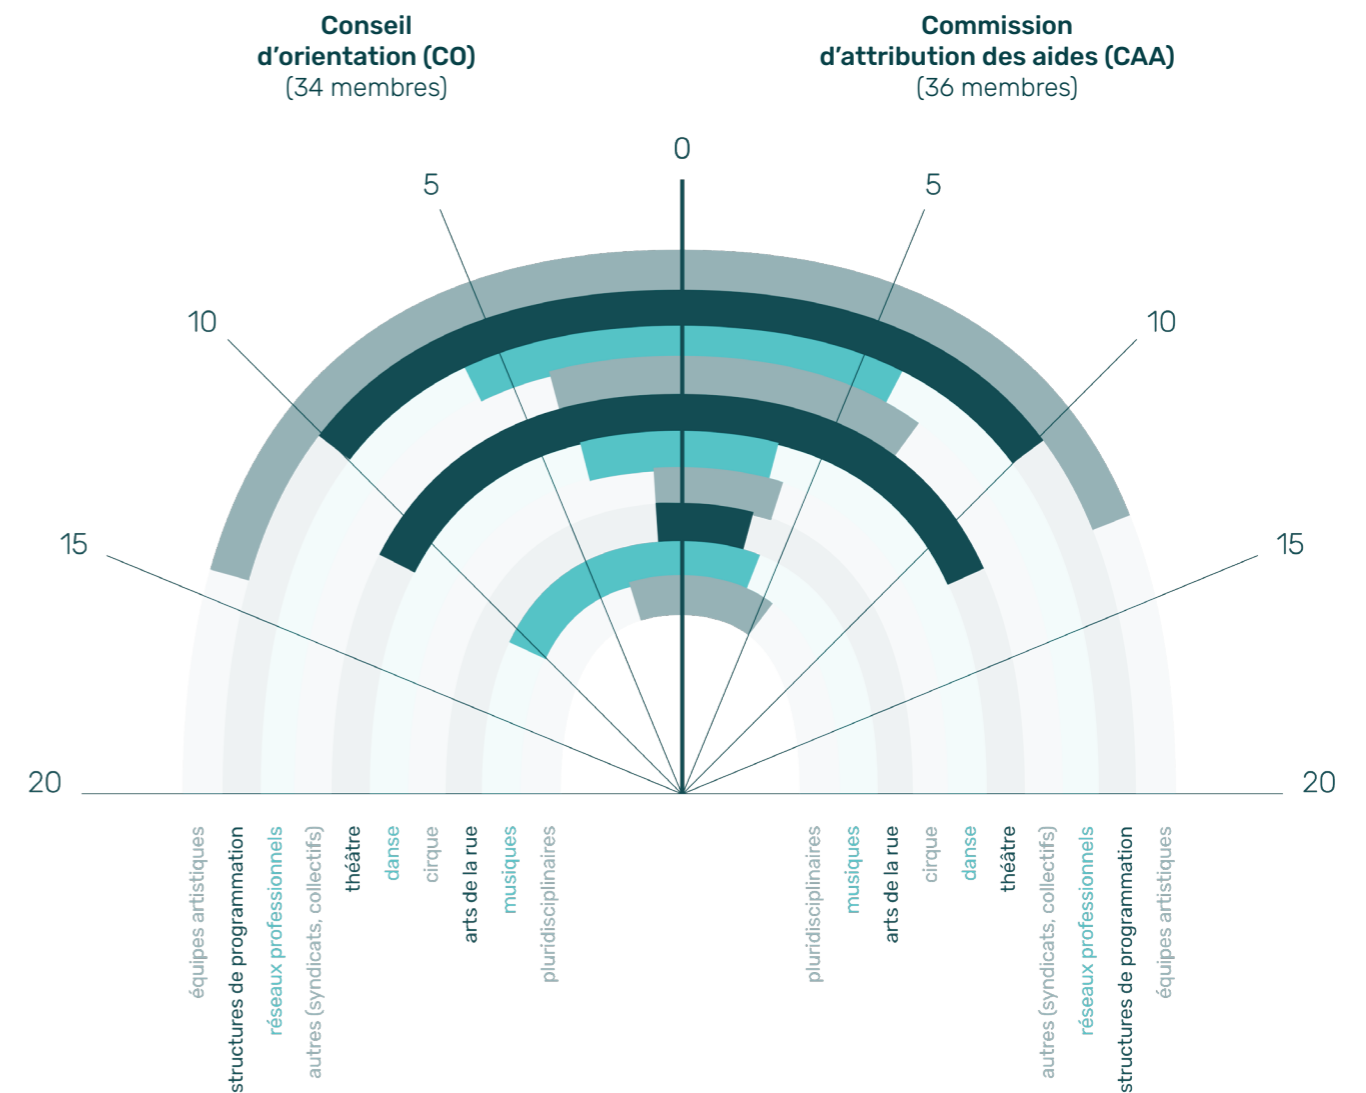 Conseil
d’orientation (CO)
(34 membres)
Commission
d’attribution des aides (CAA)
(36 membres)
0
5
5
10
10
15
15
20
20
équipes artistiques
structures de programmation
réseaux professionnels
autres (syndicats, collectifs)
théâtre
danse
cirque
arts de la rue
musiques
pluridisciplinaires
pluridisciplinaires
musiques
arts de la rue
cirque
danse
théâtre
autres (syndicats, collectifs)
réseaux professionnels
structures de programmation
équipes artistiques